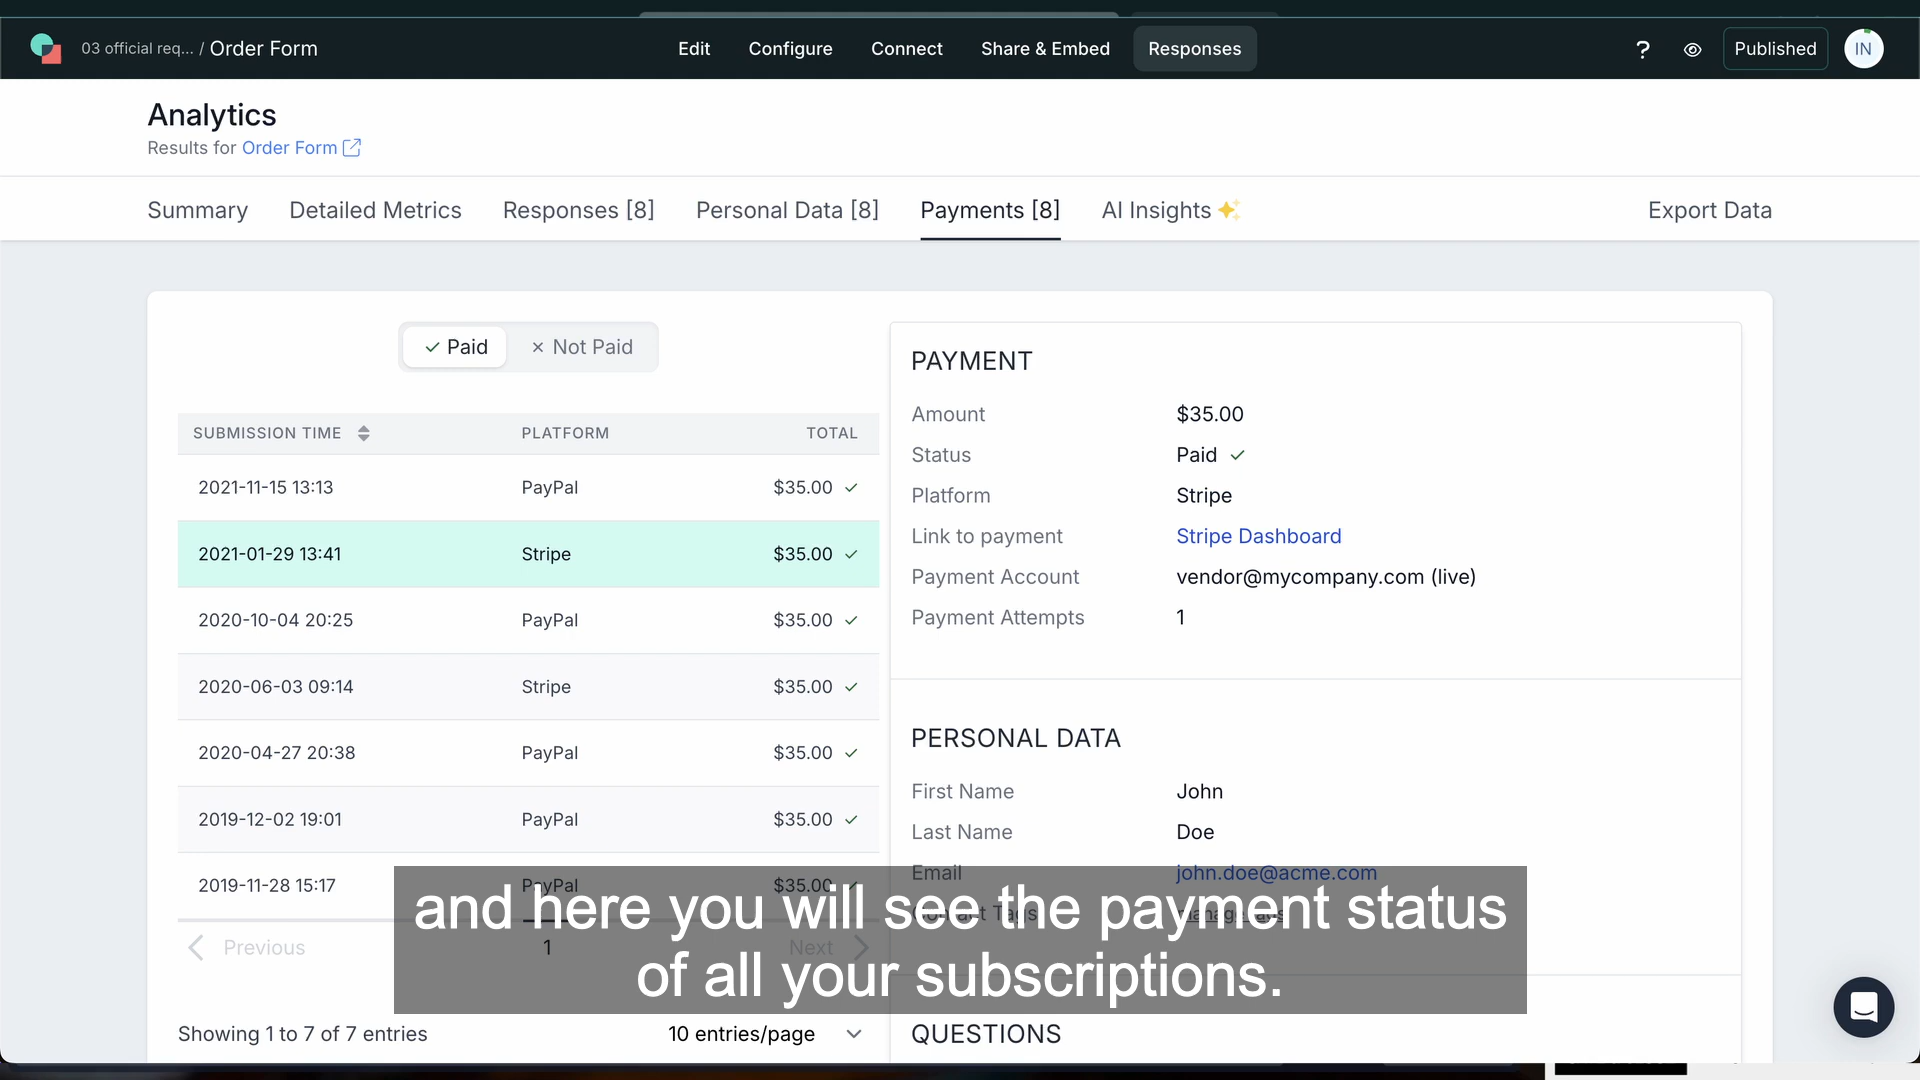 03 official req... / Order Form
Edit
Configure
Connect
Share & Embed
Responses
?
Published
IN
Analytics
Results for Order Form
Summary
Detailed Metrics
Responses [8]
Personal Data [8]
Payments [8]
AI Insights
Export Data
Paid
Not Paid
SUBMISSION TIME PLATFORM TOTAL
2021-11-15 13:13 PayPal $35.00
2021-01-29 13:41 Stripe $35.00
2020-10-04 20:25 PayPal $35.00
2020-06-03 09:14 Stripe $35.00
2020-04-27 20:38 PayPal $35.00
2019-12-02 19:01 PayPal $35.00
2019-11-28 15:17 PayPal $35.00
Previous 1 Next
Showing 1 to 7 of 7 entries
10 entries/page
PAYMENT
Amount $35.00
Status Paid
Platform Stripe
Link to payment Stripe Dashboard
Payment Account vendor@mycompany.com (live)
Payment Attempts 1
PERSONAL DATA
First Name John
Last Name Doe
Email john.doe@acme.com
Contact Tags
QUESTIONS
and here you will see the payment status
of all your subscriptions.